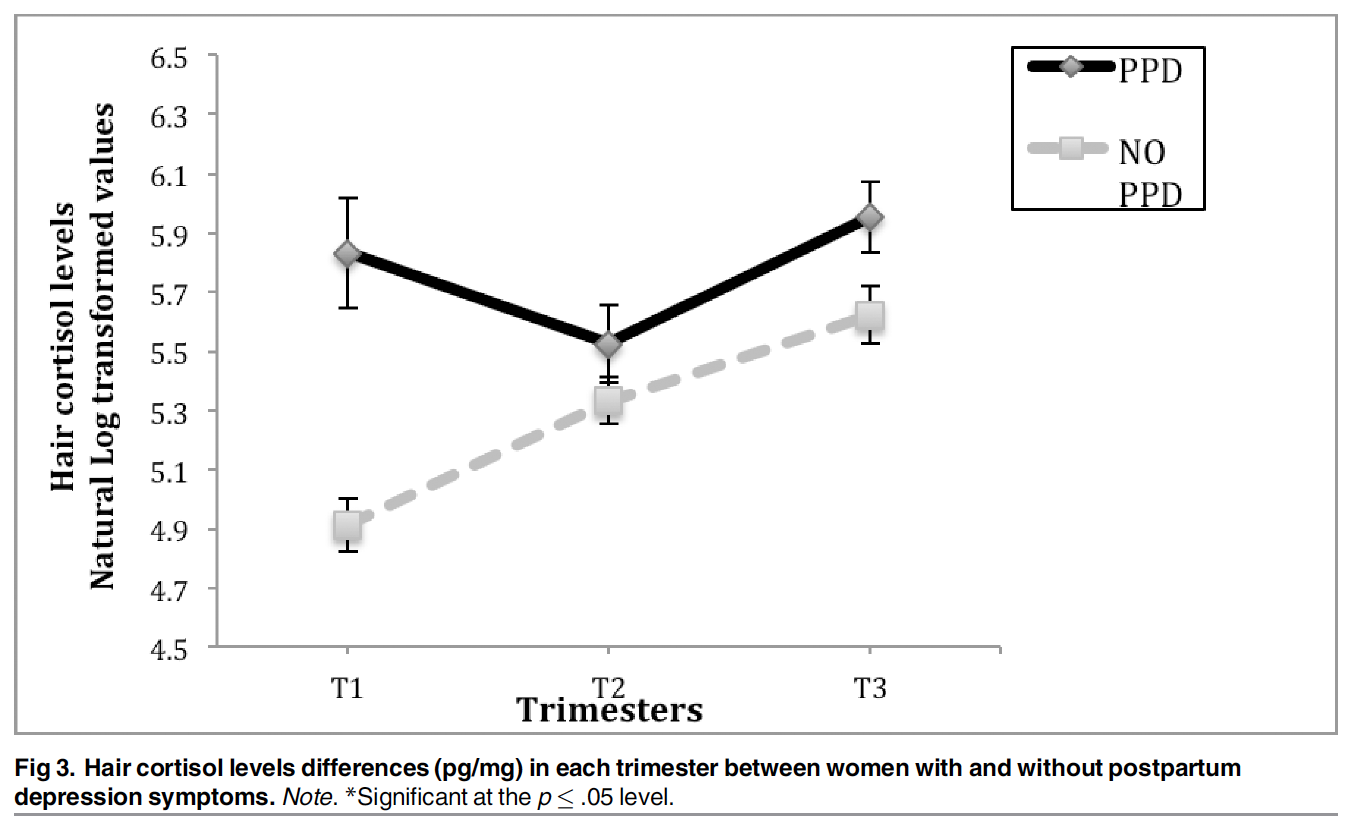 6.5
6.3
6.1
5.9
5.7
5.5
5.3
5.1
4.9
4.7
4.5
Hair cortisol levels
Natural Log transformed values
T1
T2
T3
Trimesters
PPD
NO
PPD
Fig 3. Hair cortisol levels differences (pg/mg) in each trimester between women with and without postpartum
depression symptoms. Note. *Significant at the p ≤ .05 level.